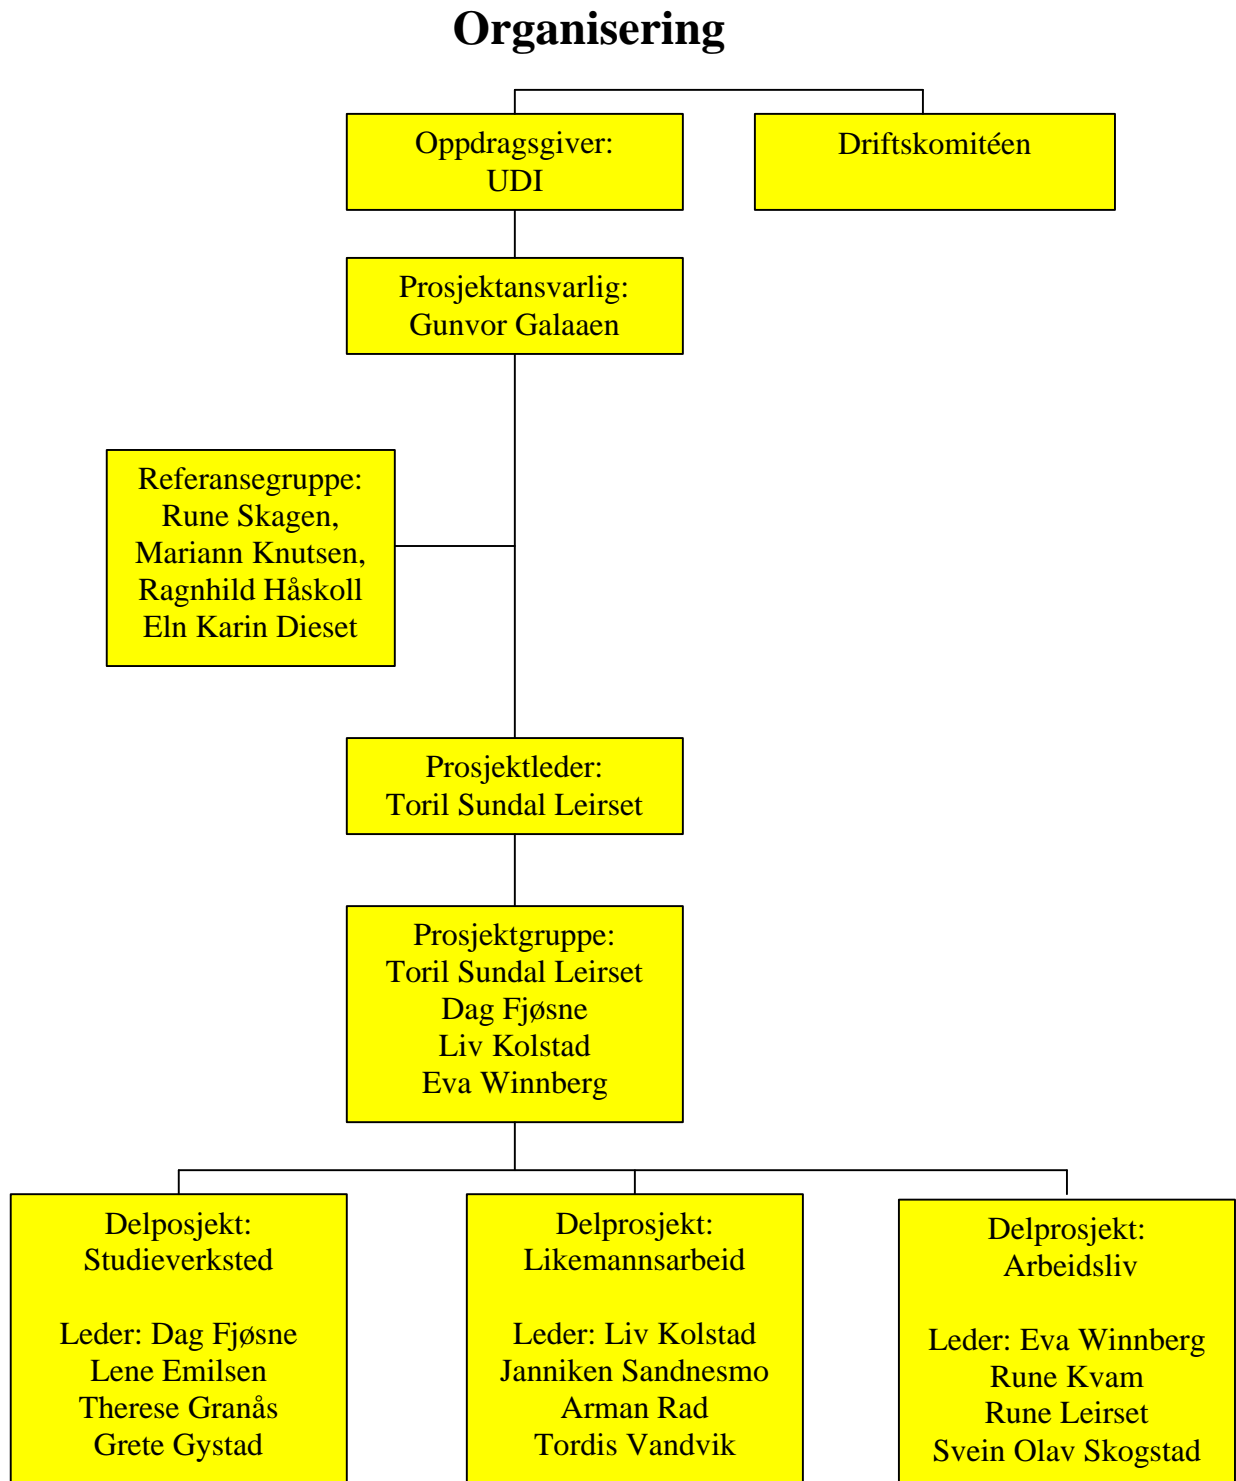 Organisering
Oppdragsgiver:
UDI
Driftskomitéen
Prosjektansvarlig:
Gunvor Galaaen
Referansegruppe:
Rune Skagen,
Mariann Knutsen,
Ragnhild Håskoll
Eln Karin Dieset
Prosjektleder:
Toril Sundal Leirset
Prosjektgruppe:
Toril Sundal Leirset
Dag Fjøsne
Liv Kolstad
Eva Winnberg
Delposjekt:
Studieverksted
Leder: Dag Fjøsne
Lene Emilsen
Therese Granås
Grete Gystad
Delprosjekt:
Likemannsarbeid
Leder: Liv Kolstad
Janniken Sandnesmo
Arman Rad
Tordis Vandvik
Delprosjekt:
Arbeidsliv
Leder: Eva Winnberg
Rune Kvam
Rune Leirset
Svein Olav Skogstad